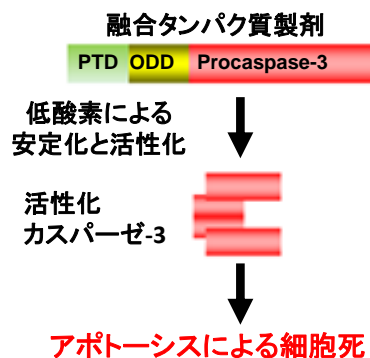 融合タンパク質製剤
PTD ODD Procaspase-3
低酸素による
安定化と活性化
活性化
カスパーゼ-3
アポトーシスによる細胞死